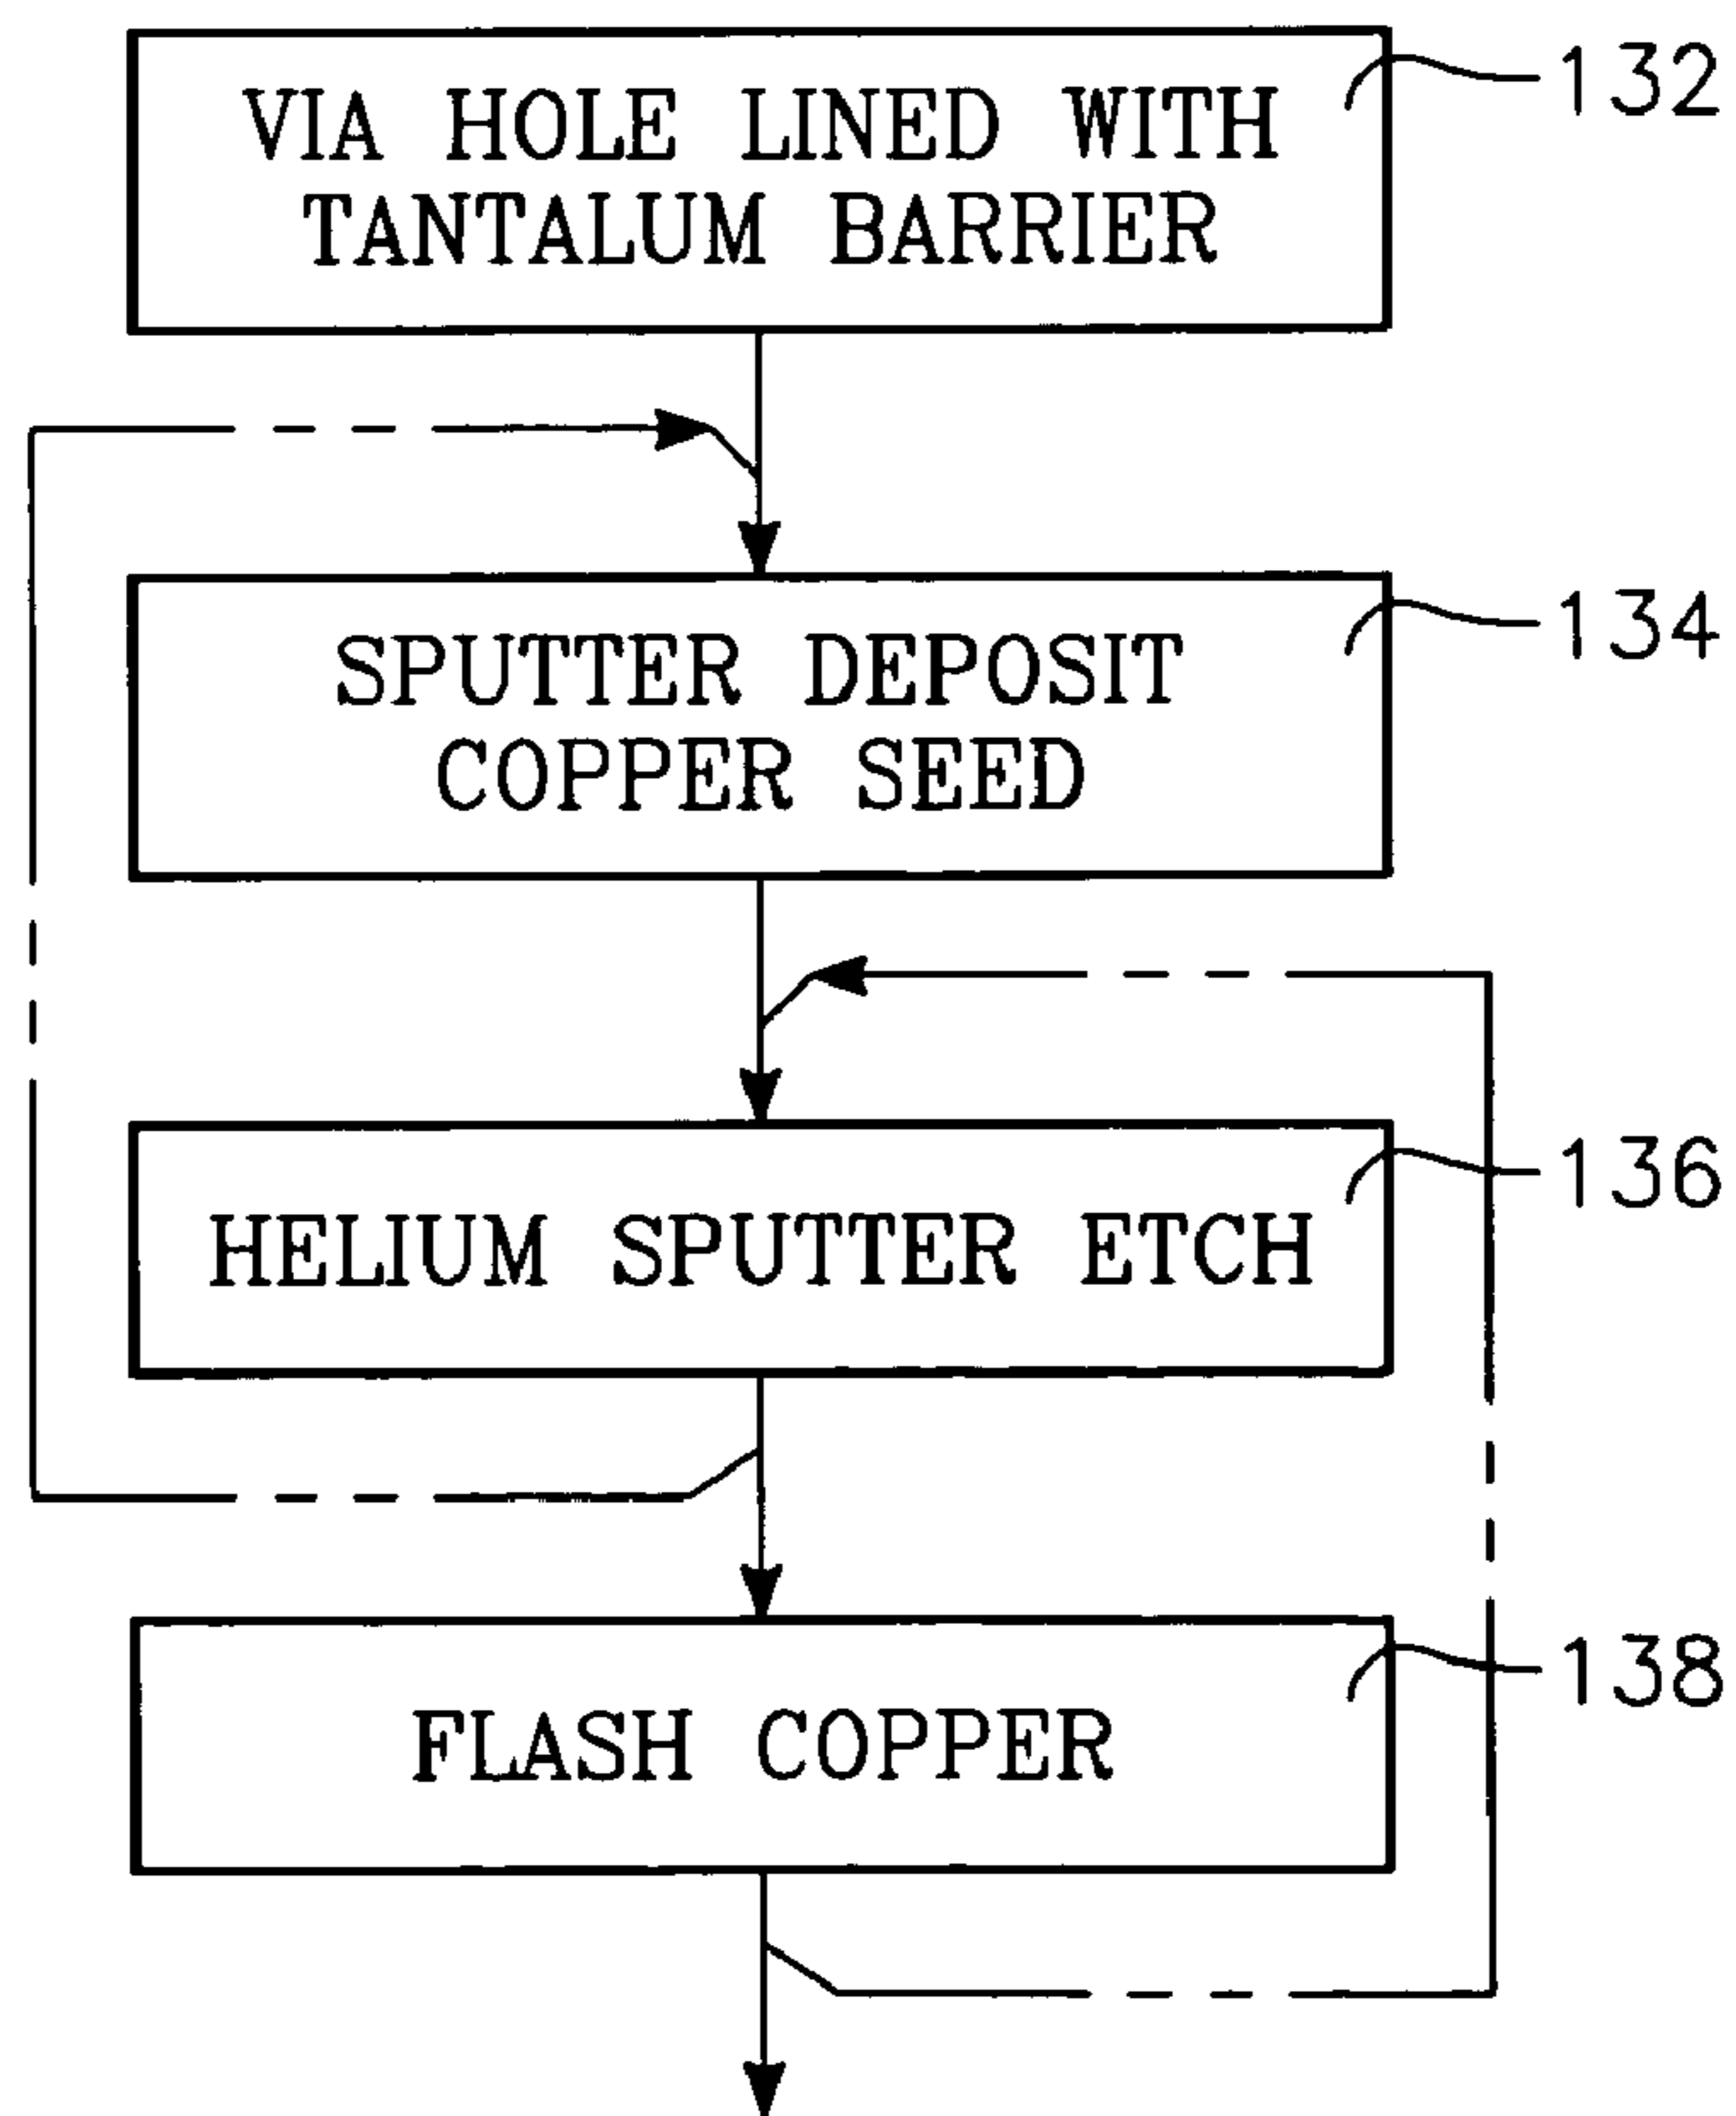 VIA HOLE LINED WITH
TANTALUM BARRIER
132
SPUTTER DEPOSIT
COPPER SEED
134
HELIUM SPUTTER ETCH
136
FLASH COPPER
138